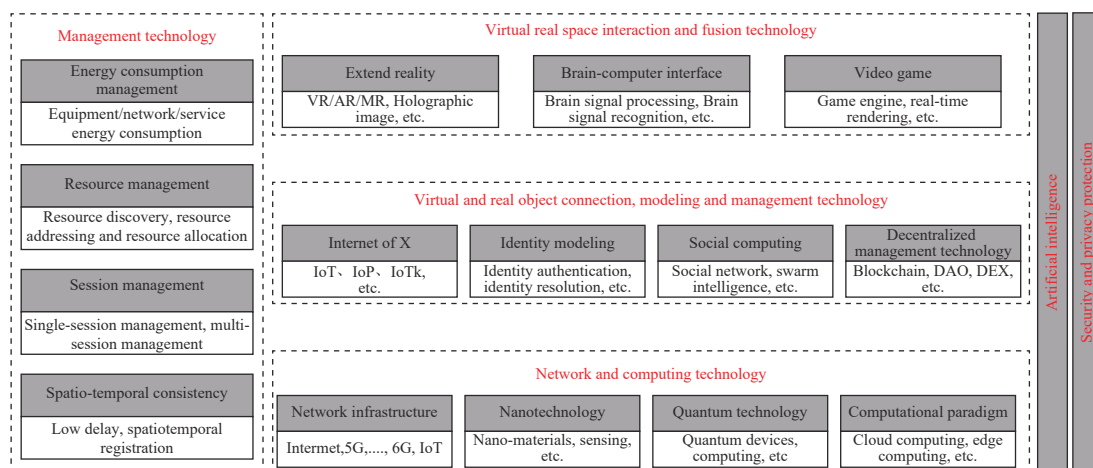 Management technology
Energy consumption
management
Equipment/network/service
energy consumption
Resource management
Resource discovery, resource
addressing and resource allocation
Session management
Single-session management, multi-
session management
Spatio-temporal consistency
Low delay, spatiotemporal
registration
Virtual real space interaction and fusion technology
Extend reality
VR/AR/MR, Holographic
image, etc.
Brain-computer interface
Brain signal processing, Brain
signal recognition, etc.
Video game
Game engine, real-time
rendering, etc.
Virtual and real object connection, modeling and management technology
Internet of X
IoT、IoP、IoTk,
etc.
Identity modeling
Identity authentication,
identity resolution, etc.
Social computing
Social network, swarm
intelligence, etc.
Decentralized
management technology
Blockchain, DAO, DEX,
etc.
Network and computing technology
Network infrastructure
Internet,5G,...., 6G, IoT
Nanotechnology
Nano-materials, sensing,
etc.
Quantum technology
Quantum devices,
computing, etc
Computational paradigm
Cloud computing, edge
computing, etc.
Artificial intelligence
Security and privacy protection